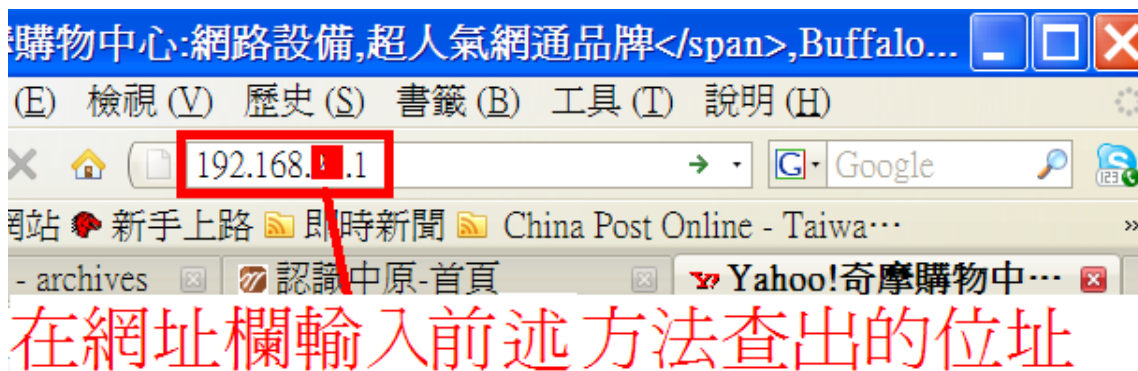 購物中心:網路設備,超人氣網通品牌</span>,Buffalo...
(E) 檢視(V) 歷史(S) 書籤(B) 工具(T) 說明(H)
192.168. .1 G Google
網站 新手上路 即時新聞 China Post Online - Taiwa…
- archives 認識中原-首頁 Yahoo!奇摩購物中…
在網址欄輸入前述方法查出的位址